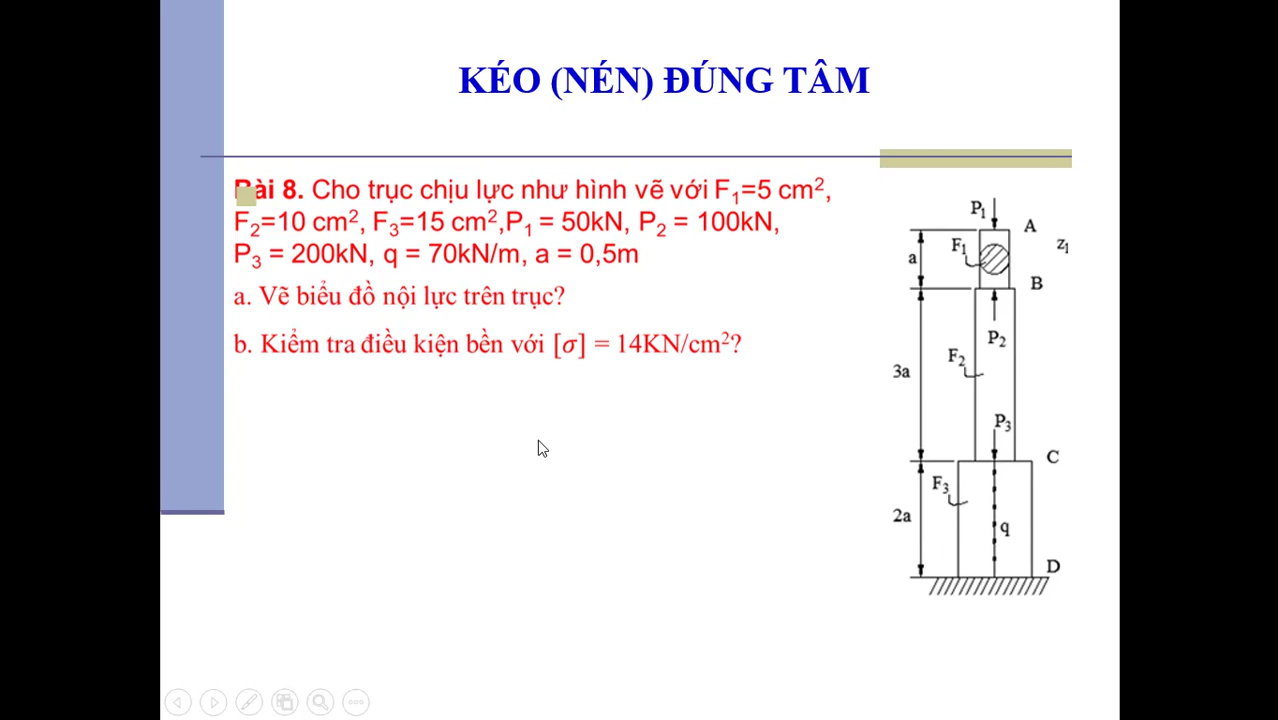 KÉO (NÉN) ĐÚNG TÂM
Bài 8. Cho trục chịu lực như hình vẽ với F₁=5 cm²,
F₂=10 cm², F₃=15 cm²,P₁ = 50kN, P₂ = 100kN,
P₃ = 200kN, q = 70kN/m, a = 0,5m
a. Vẽ biểu đồ nội lực trên trục?
b. Kiểm tra điều kiện bền với [σ] = 14KN/cm²?
P₁
A
F₁
z₁
a
B
P₂
F₂
3a
P₃
C
F₃
2a
q
D